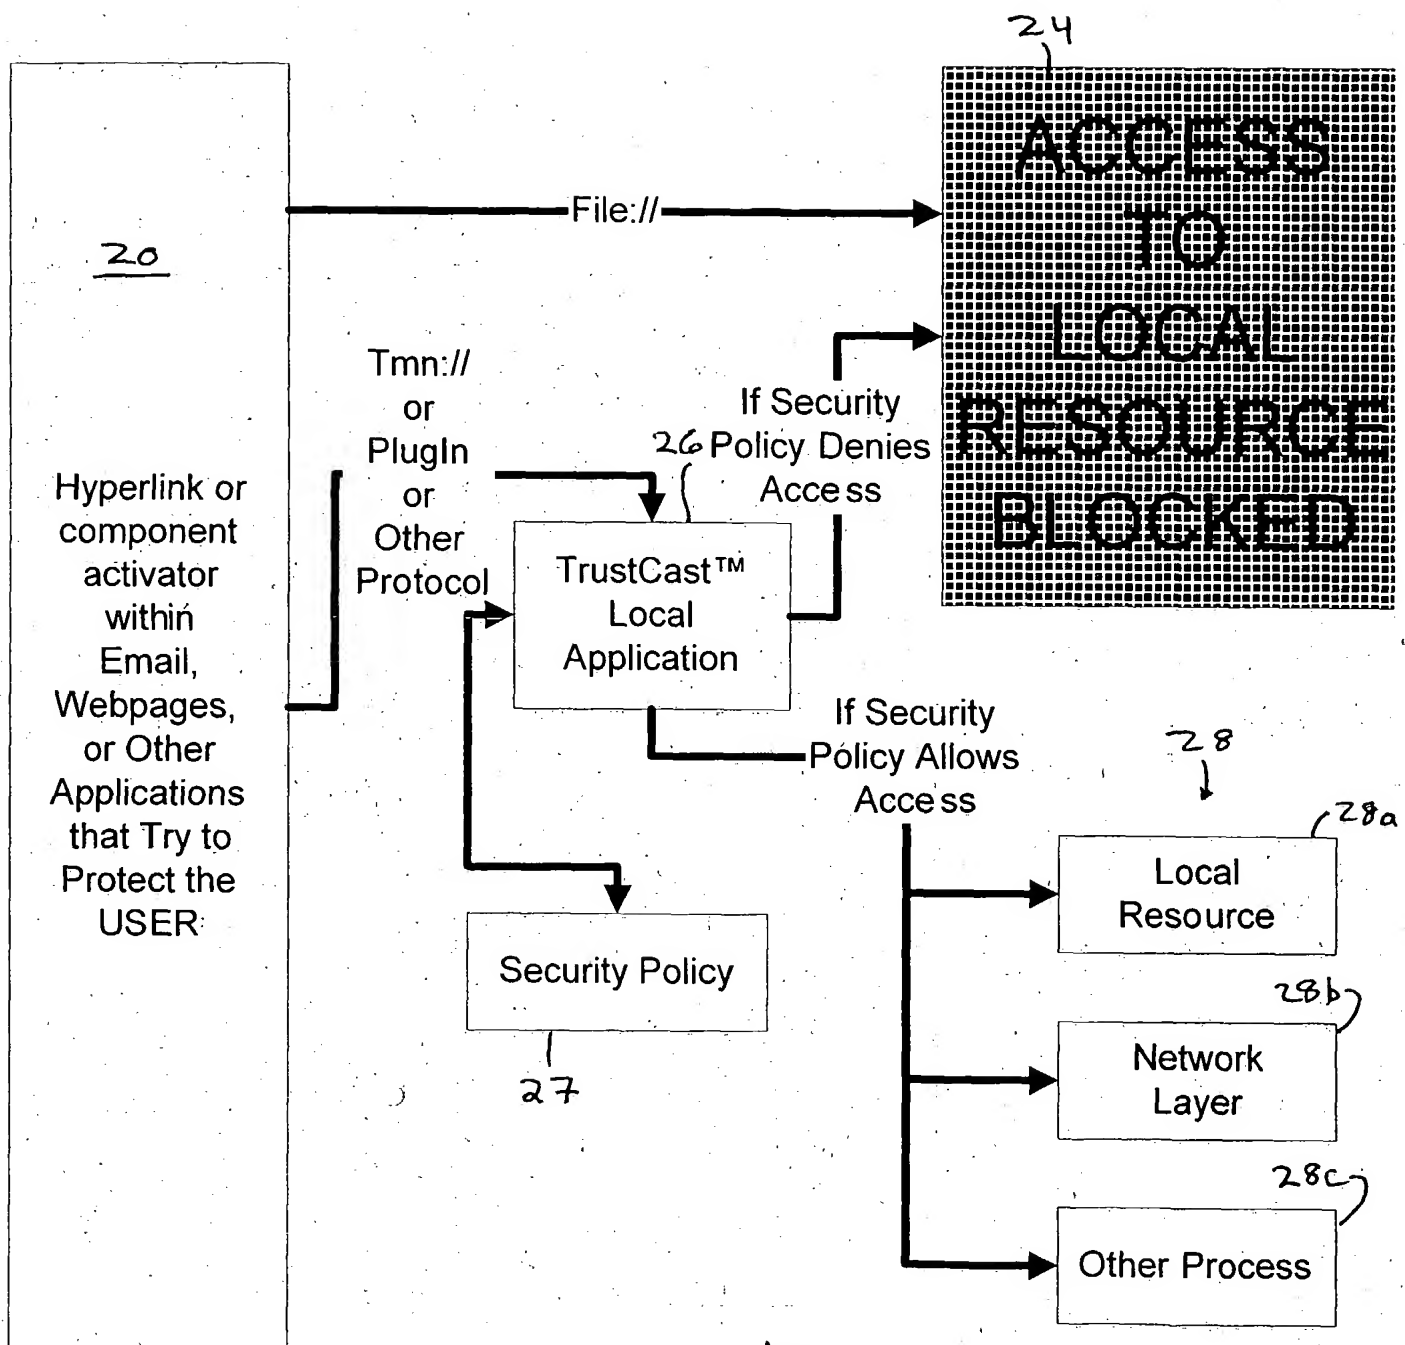 24
ACCESS
TO
LOCAL
RESOURCE
BLOCKED
20
File://
Tmn://
or
PlugIn
or
Other
Protocol
If Security
Policy Denies
Access
26
Hyperlink or
component
activator
within
Email,
Webpages,
or Other
Applications
that Try to
Protect the
USER
TrustCast™
Local
Application
If Security
Policy Allows
Access
28
28a
Local
Resource
Security Policy
27
28b
Network
Layer
28c
Other Process